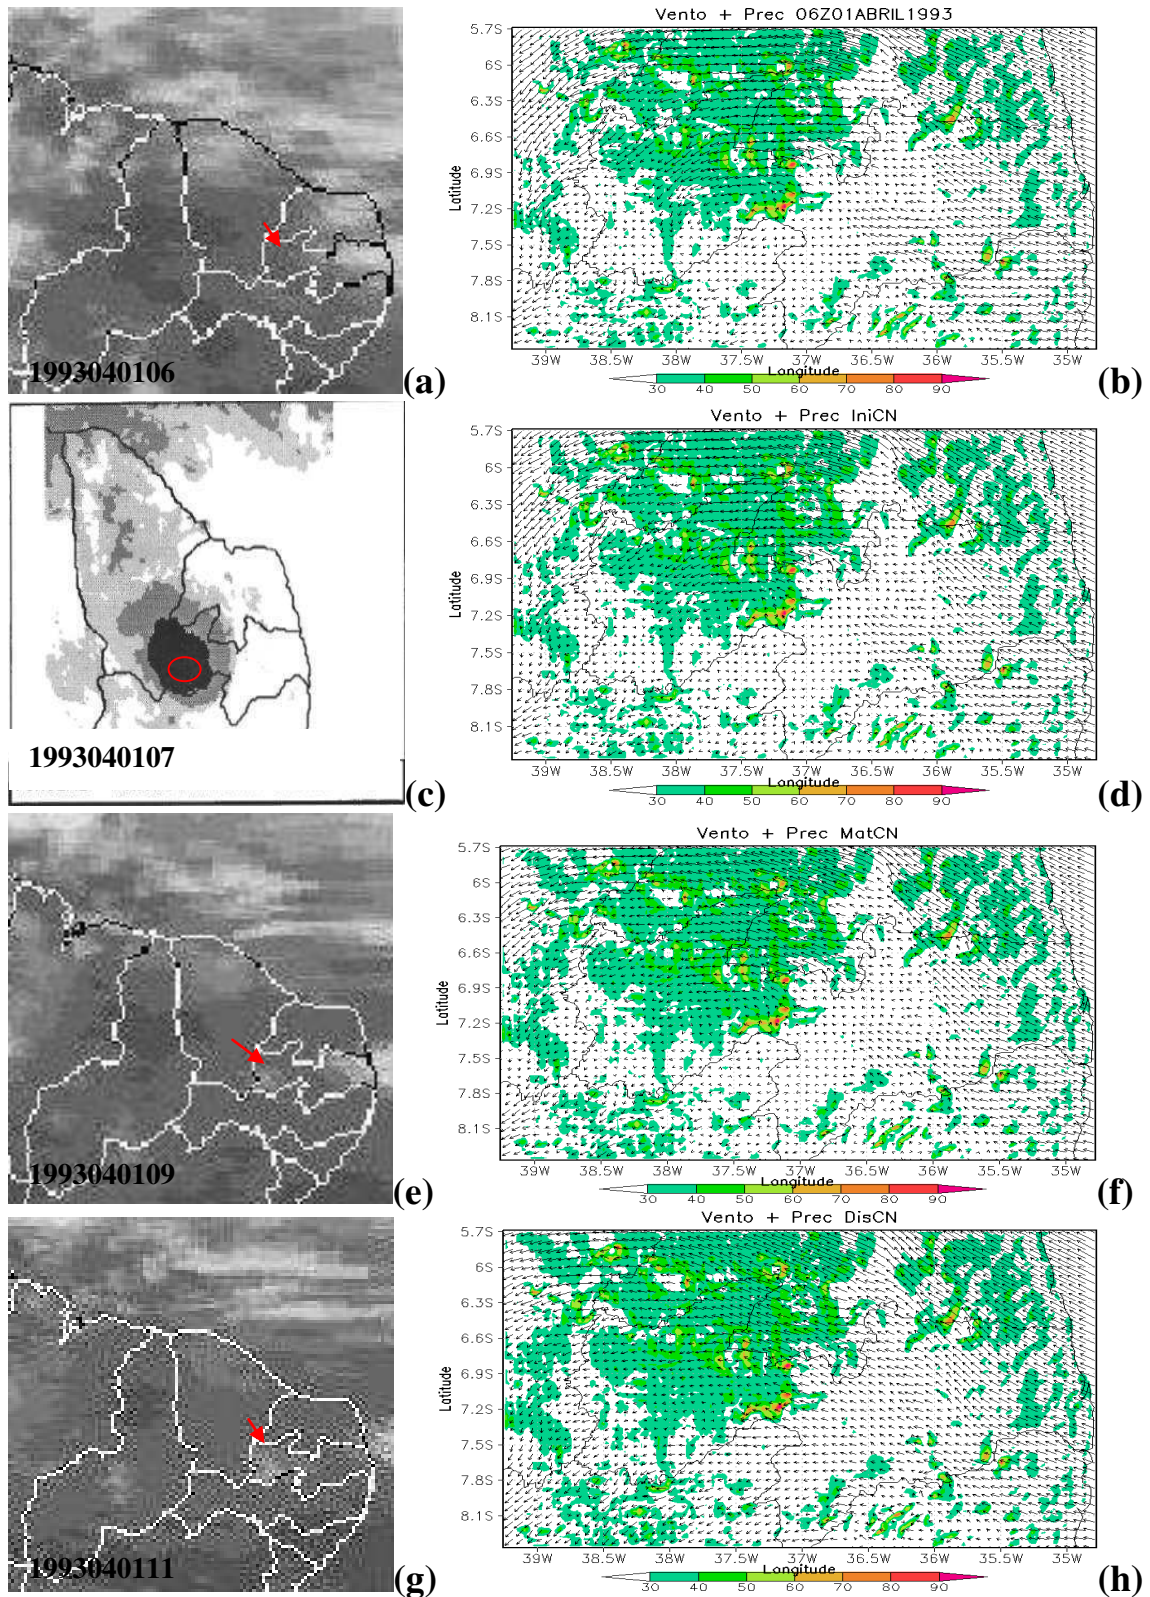 1993040106
(a)
Vento + Prec 06Z01ABRIL1993
5.7S
6S
6.3S
6.6S
6.9S
7.2S
7.5S
7.8S
8.1S
Latitude
39W 38.5W 38W 37.5W 37W 36.5W 36W 35.5W 35W
Longitude
30 40 50 60 70 80 90
(b)
1993040107
(c)
Vento + Prec IniCN
5.7S
6S
6.3S
6.6S
6.9S
7.2S
7.5S
7.8S
8.1S
Latitude
39W 38.5W 38W 37.5W 37W 36.5W 36W 35.5W 35W
Longitude
30 40 50 60 70 80 90
(d)
1993040109
(e)
Vento + Prec MatCN
5.7S
6S
6.3S
6.6S
6.9S
7.2S
7.5S
7.8S
8.1S
Latitude
39W 38.5W 38W 37.5W 37W 36.5W 36W 35.5W 35W
Longitude
30 40 50 60 70 80 90
(f)
1993040111
(g)
Vento + Prec DisCN
5.7S
6S
6.3S
6.6S
6.9S
7.2S
7.5S
7.8S
8.1S
Latitude
39W 38.5W 38W 37.5W 37W 36.5W 36W 35.5W 35W
Longitude
30 40 50 60 70 80 90
(h)